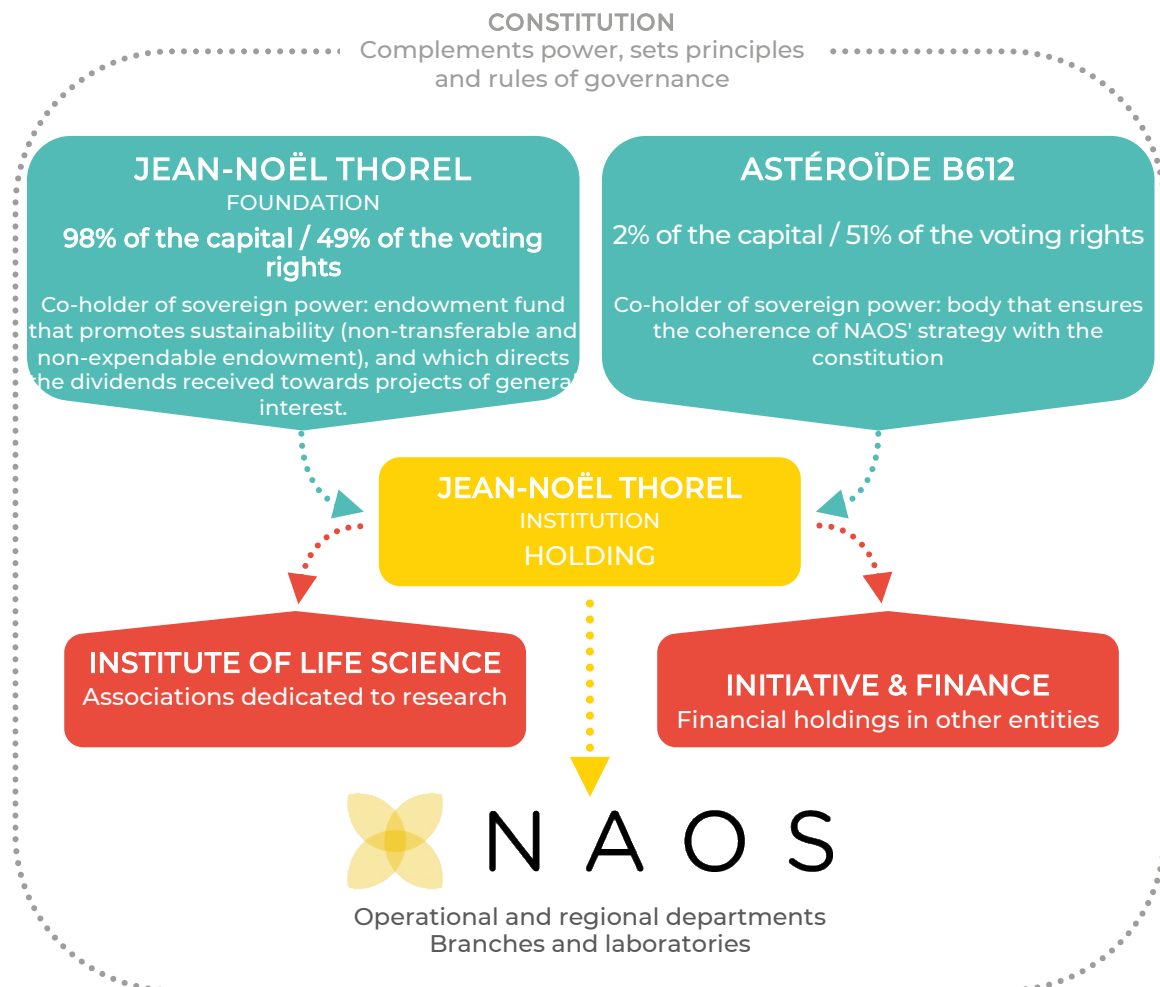 CONSTITUTION
Complements power, sets principles
and rules of governance
JEAN-NOËL THOREL
FOUNDATION
98% of the capital / 49% of the voting
rights
Co-holder of sovereign power: endowment fund
that promotes sustainability (non-transferable and
non-expendable endowment), and which directs
the dividends received towards projects of general
interest.
ASTÉROÏDE B612
2% of the capital / 51% of the voting rights
Co-holder of sovereign power: body that ensures
the coherence of NAOS' strategy with the
constitution
JEAN-NOËL THOREL
INSTITUTION
HOLDING
INSTITUTE OF LIFE SCIENCE
Associations dedicated to research
INITIATIVE & FINANCE
Financial holdings in other entities
NAOS
Operational and regional departments
Branches and laboratories